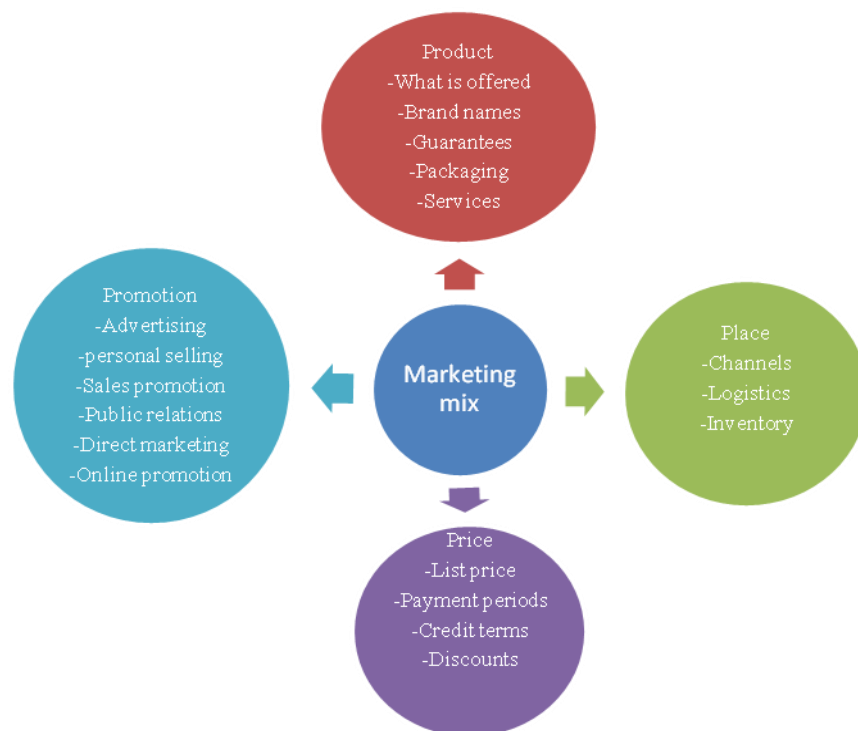 Product
-What is offered
-Brand names
-Guarantees
-Packaging
-Services
Promotion
-Advertising
-personal selling
-Sales promotion
-Public relations
-Direct marketing
-Online promotion
Marketing
mix
Place
-Channels
-Logistics
-Inventory
Price
-List price
-Payment periods
-Credit terms
-Discounts